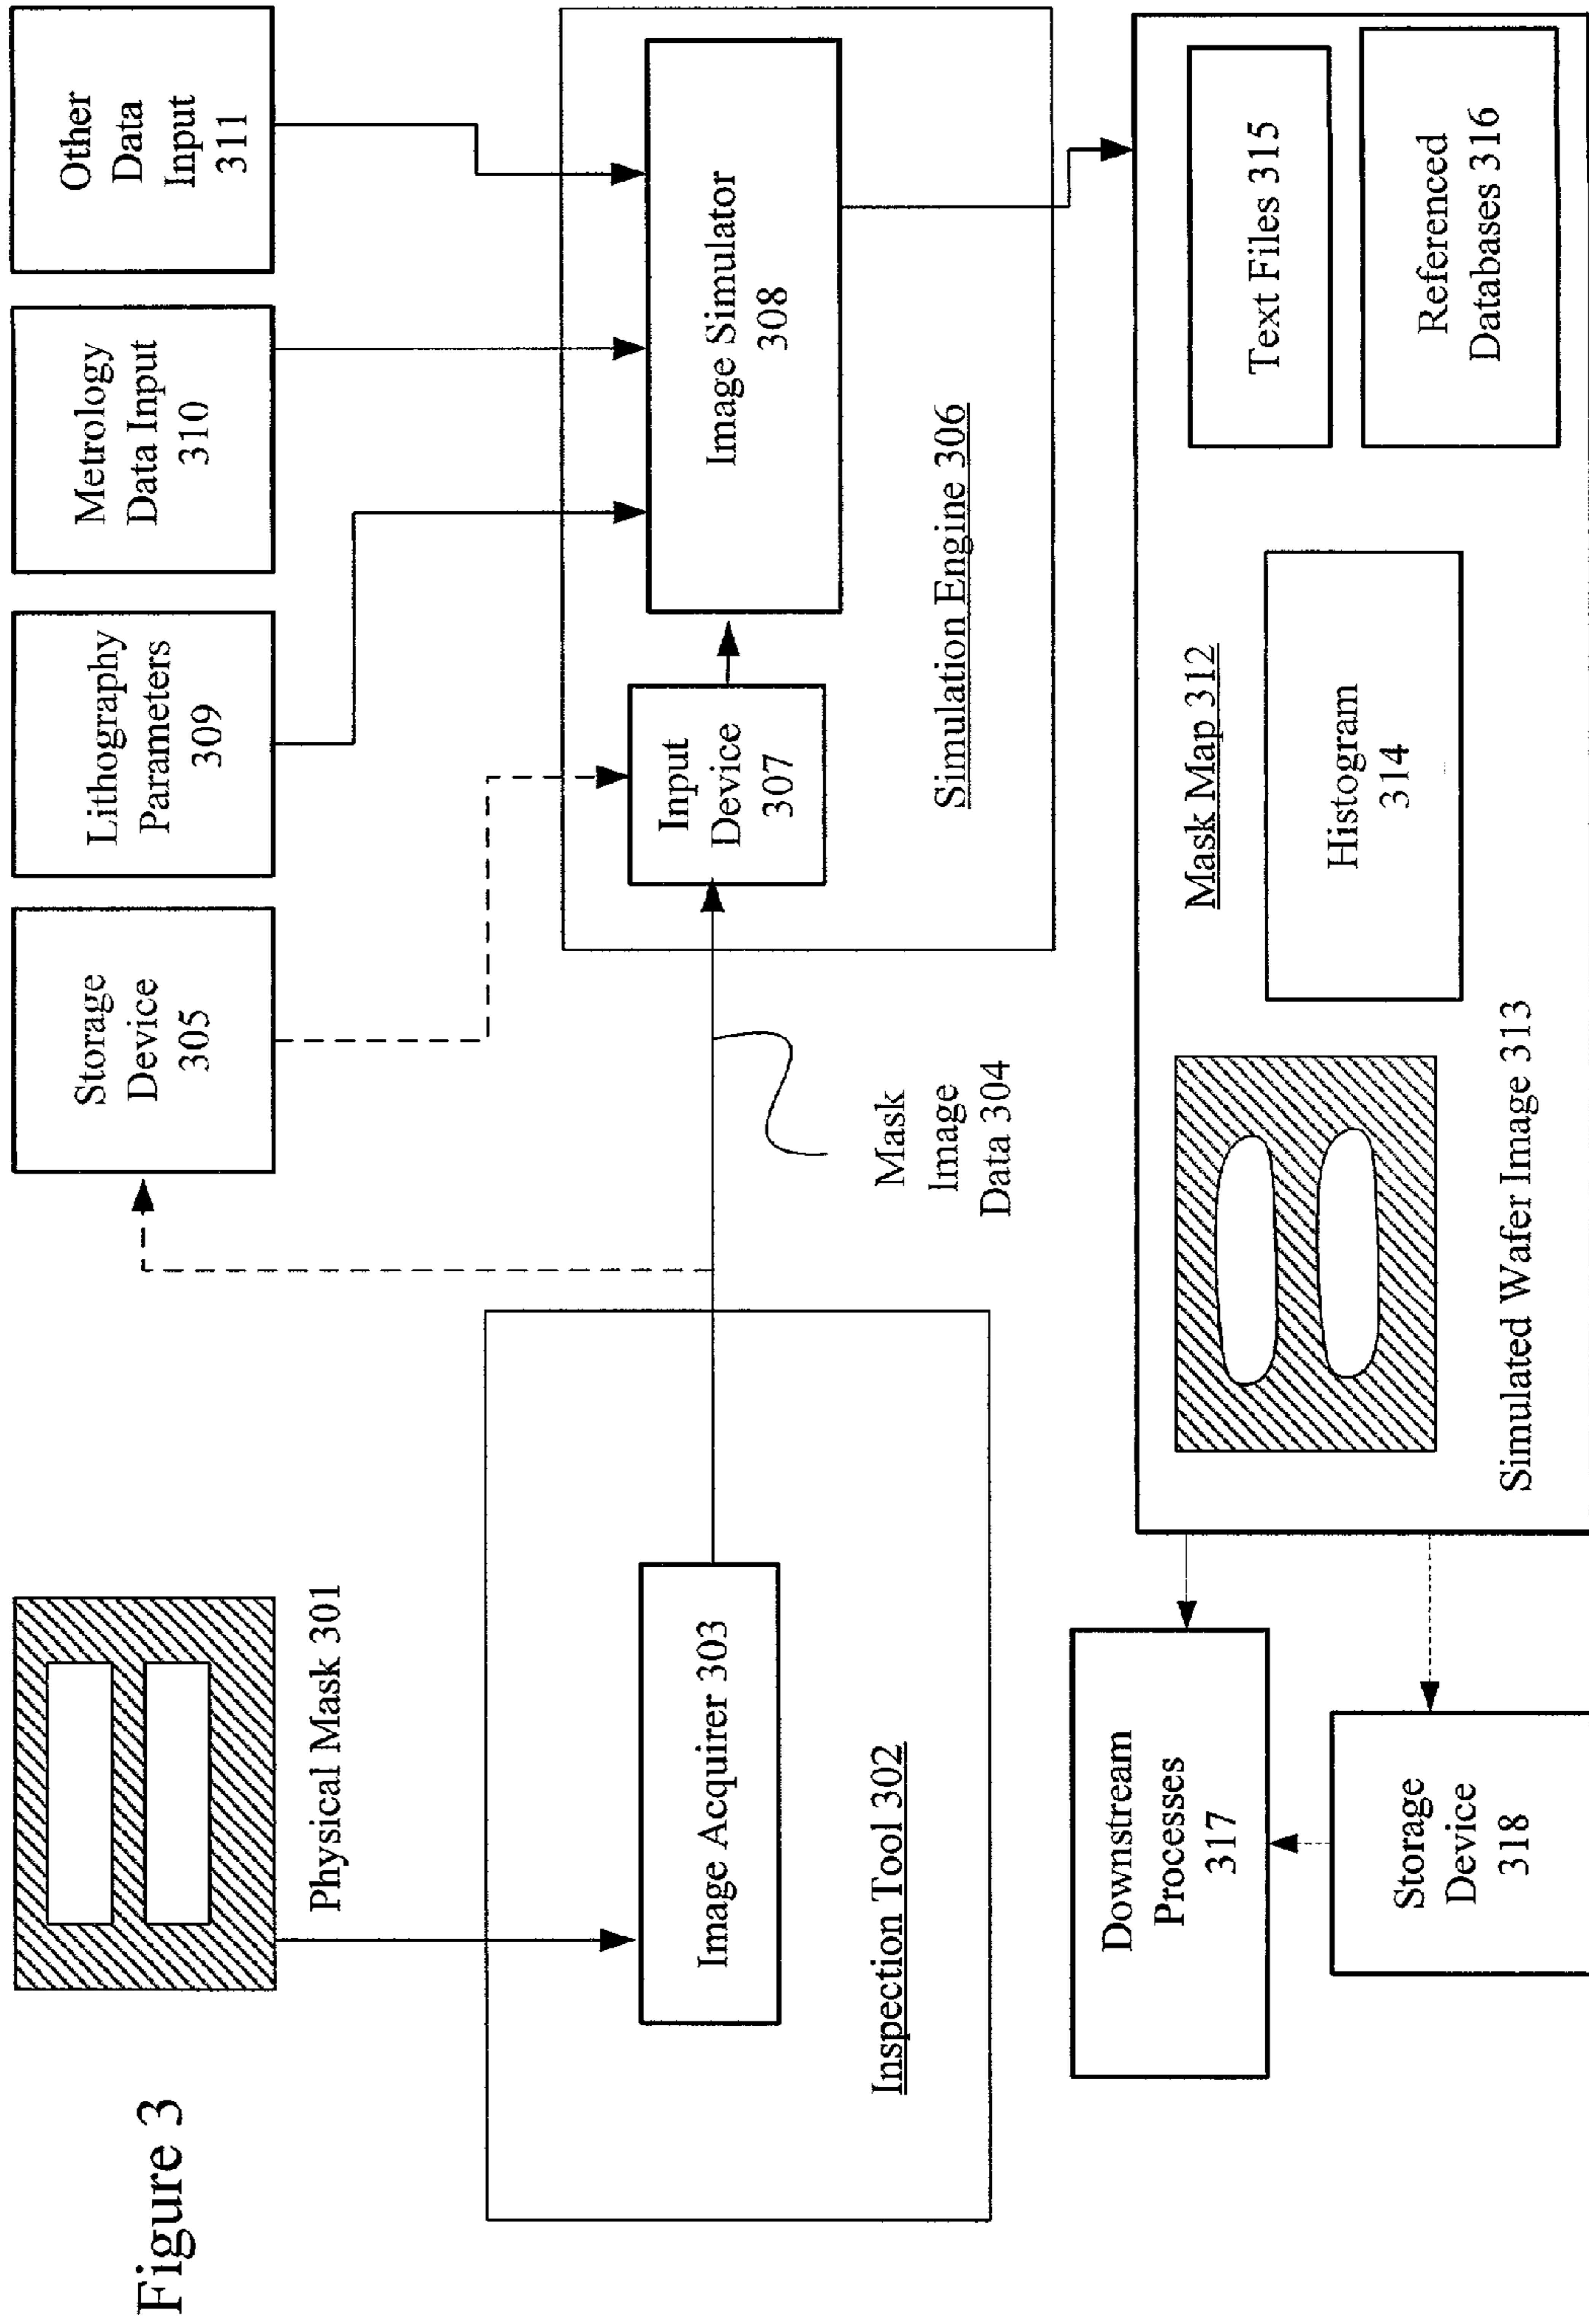 Figure 3
Physical Mask 301
Storage
Device
305
Lithography
Parameters
309
Metrology
Data Input
310
Other
Data
Input
311
Image Acquirer 303
Inspection Tool 302
Mask
Image
Data 304
Input
Device
307
Image Simulator
308
Simulation Engine 306
Downstream
Processes
317
Storage
Device
318
Mask Map 312
Simulated Wafer Image 313
Histogram
314
Text Files 315
Referenced
Databases 316